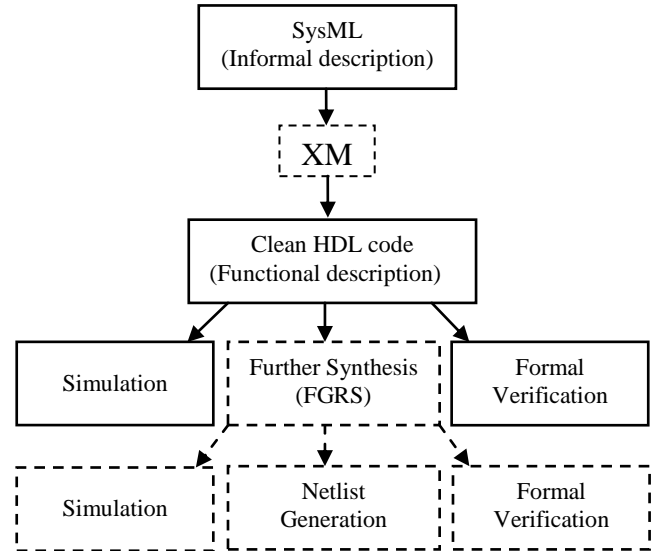 SysML
(Informal description)
XM
Clean HDL code
(Functional description)
Simulation
Further Synthesis
(FGRS)
Formal
Verification
Simulation
Netlist
Generation
Formal
Verification